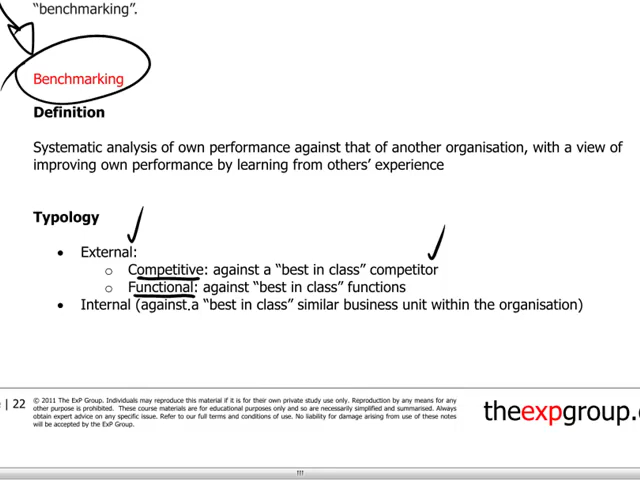 “benchmarking”.
Benchmarking
Definition
Systematic analysis of own performance against that of another organisation, with a view of
improving own performance by learning from others’ experience
Typology
• External:
o Competitive: against a “best in class” competitor
o Functional: against “best in class” functions
• Internal (against a “best in class” similar business unit within the organisation)
| 22
© 2011 The ExP Group. Individuals may reproduce this material if it is for their own private study use only. Reproduction by any means for any
other purpose is prohibited. These course materials are for educational purposes only and so are necessarily simplified and summarised. Always
obtain expert advice on any specific issue. Refer to our full terms and conditions of use. No liability for damage arising from use of these notes
will be accepted by the ExP Group.
theexpgroup.